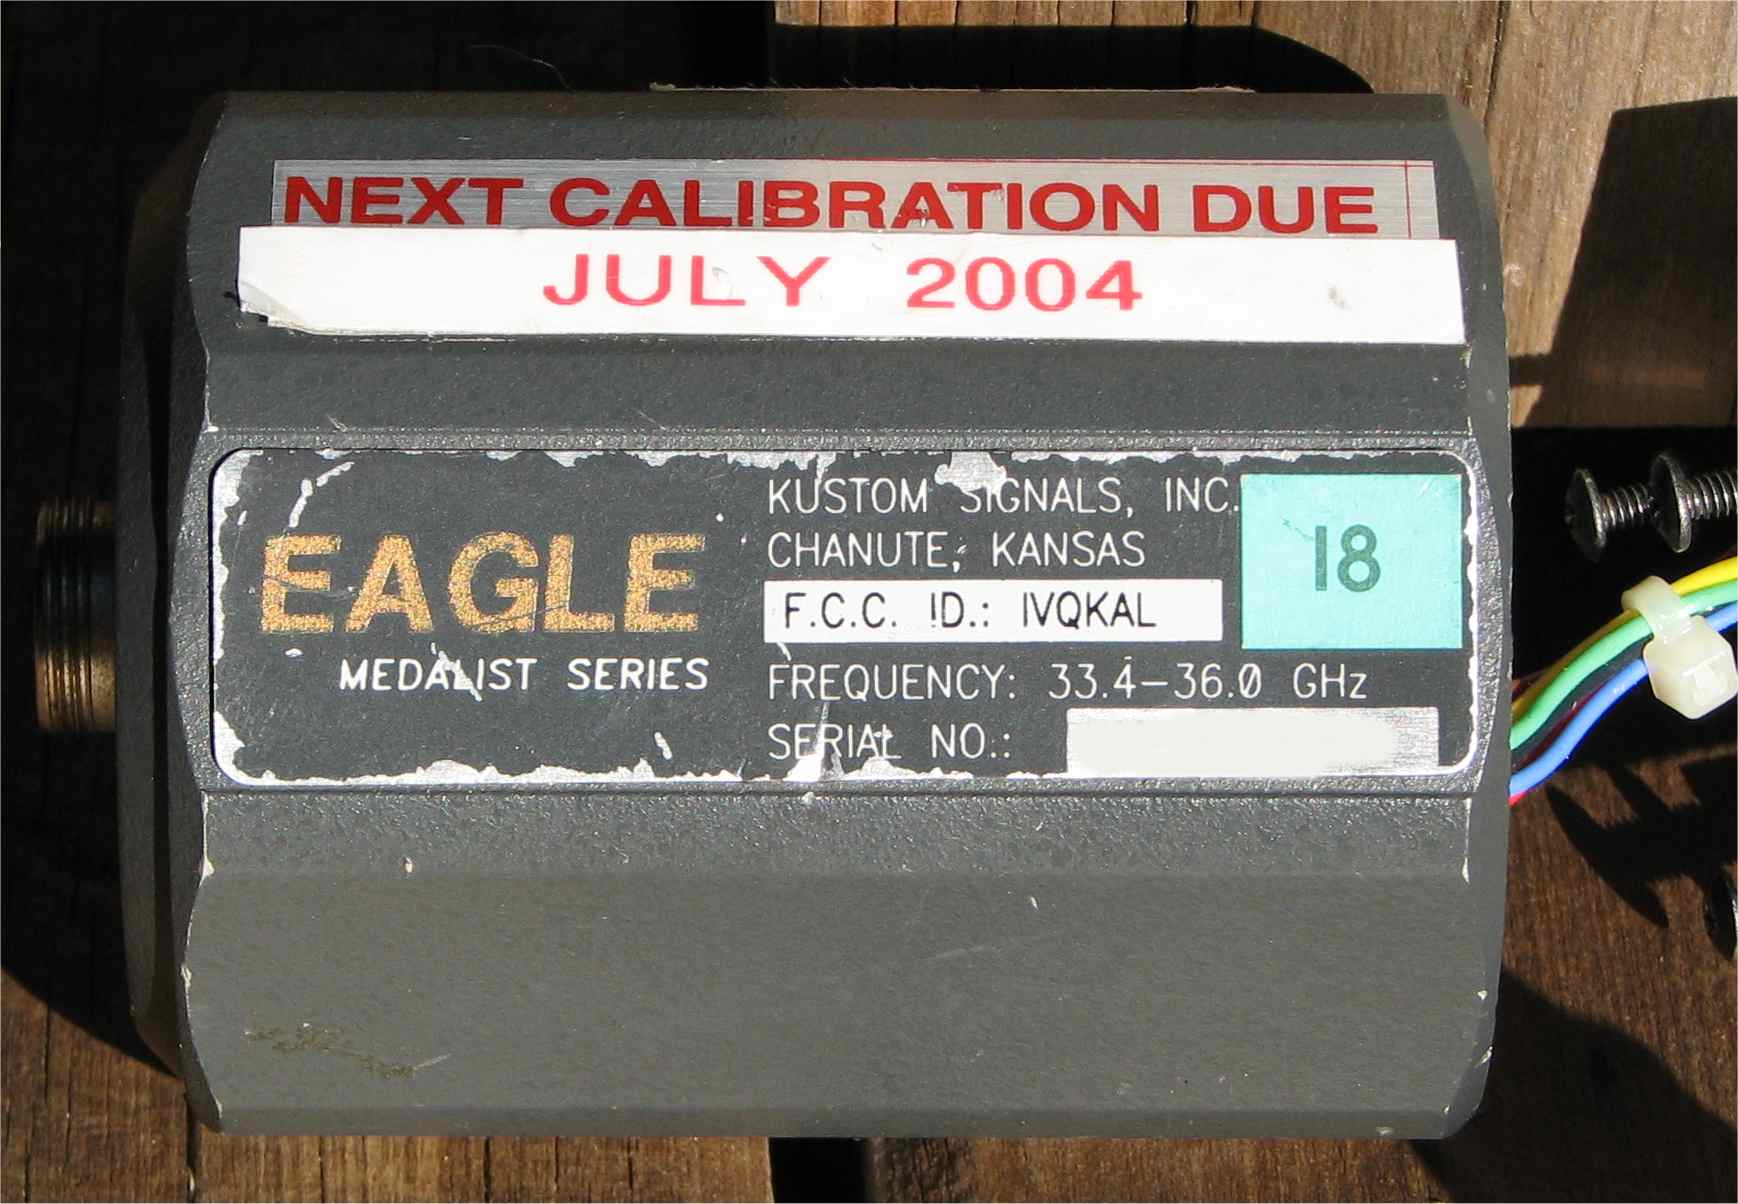 NEXT CALIBRATION DUE
JULY 2004
EAGLE
MEDALIST SERIES
KUSTOM SIGNALS, INC.
CHANUTE, KANSAS
F.C.C. ID.: IVQKAL
FREQUENCY: 33.4-36.0 GHz
SERIAL NO.:
18